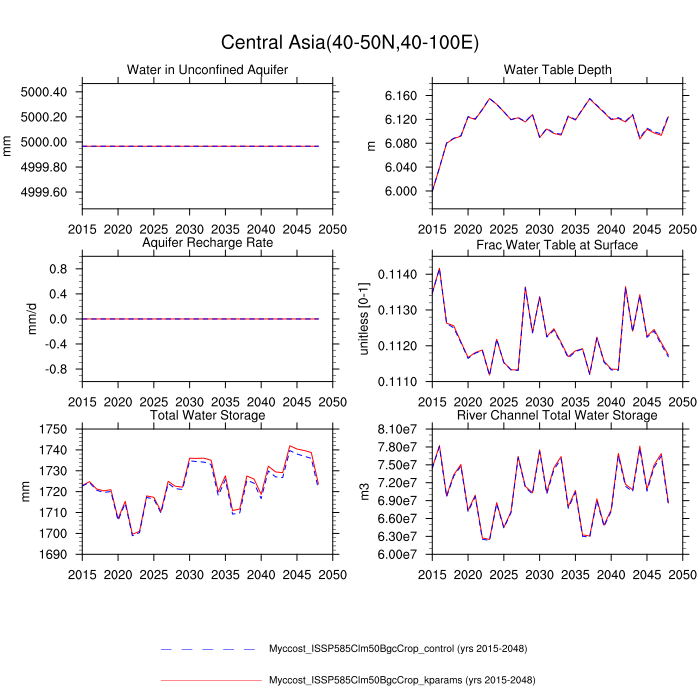 Central Asia(40-50N,40-100E)
Water in Unconfined Aquifer
Water Table Depth
mm
5000.40
5000.20
5000.00
4999.80
4999.60
2015 2020 2025 2030 2035 2040 2045 2050
m
6.160
6.120
6.080
6.040
6.000
2015 2020 2025 2030 2035 2040 2045 2050
Aquifer Recharge Rate
Frac Water Table at Surface
mm/d
0.8
0.4
0.0
-0.4
-0.8
2015 2020 2025 2030 2035 2040 2045 2050
unitless [0-1]
0.1140
0.1130
0.1120
0.1110
2015 2020 2025 2030 2035 2040 2045 2050
Total Water Storage
River Channel Total Water Storage
mm
1750
1740
1730
1720
1710
1700
1690
2015 2020 2025 2030 2035 2040 2045 2050
m3
8.10e7
7.80e7
7.50e7
7.20e7
6.90e7
6.60e7
6.30e7
6.00e7
2015 2020 2025 2030 2035 2040 2045 2050
Myccost_ISSP585Clm50BgcCrop_control (yrs 2015-2048)
Myccost_ISSP585Clm50BgcCrop_kparams (yrs 2015-2048)